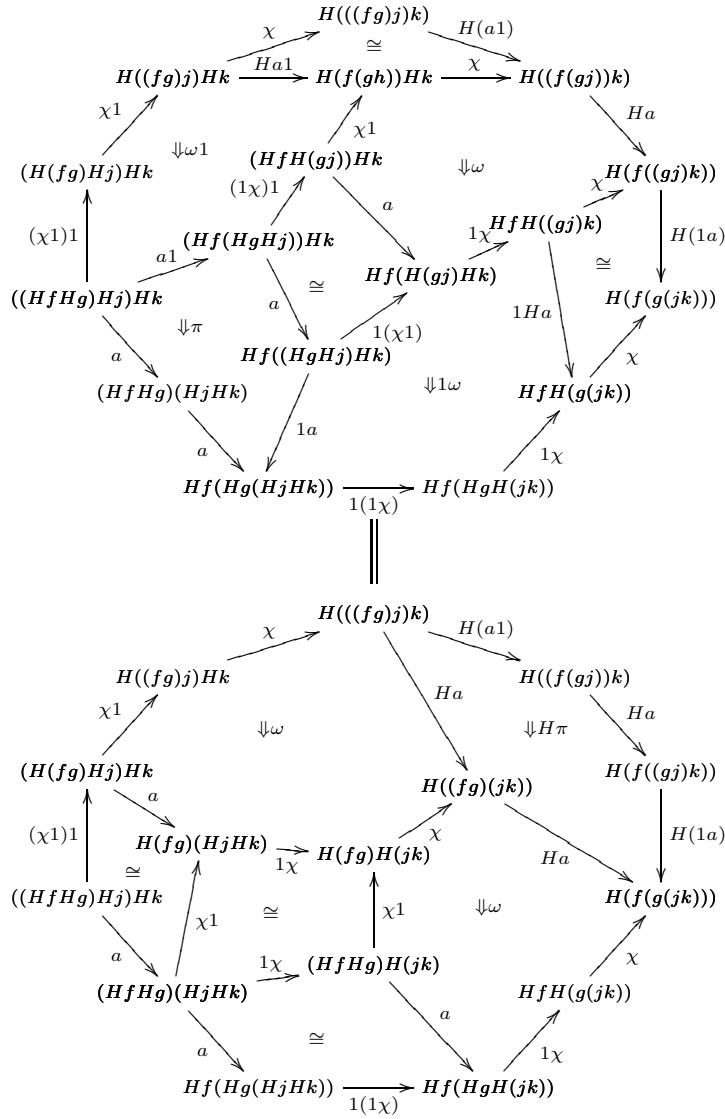 H(((fg)j)k)
χ H(a1)
≅
H((fg)j)Hk Ha1 H(f(gh))Hk χ H((f(gj))k)
χ1 Ha
χ1
⇓ω1 (HfH(gj))Hk ⇓ω
(H(fg)Hj)Hk H(f((gj)k))
(1χ)1 χ
a
(χ1)1 (Hf(HgHj))Hk 1χ HfH((gj)k) H(1a)
a1 ≅
Hf(H(gj)Hk)
≅
((HfHg)Hj)Hk a H(f(g(jk)))
⇓π 1(χ1) 1Ha
a Hf((HgHj)Hk) χ
⇓1ω
(HfHg)(HjHk) HfH(g(jk))
a 1a 1χ
Hf(Hg(HjHk)) 1(1χ) Hf(HgH(jk))
H(((fg)j)k)
χ H(a1)
H((fg)j)Hk H((f(gj))k)
χ1 Ha Ha
⇓ω ⇓Hπ
(H(fg)Hj)Hk H(f((gj)k))
a H((fg)(jk))
(χ1)1 H(fg)(HjHk) χ H(1a)
1χ H(fg)H(jk) Ha
≅
((HfHg)Hj)Hk H(f(g(jk)))
χ1 ≅ χ1 ⇓ω
a 1χ (HfHg)H(jk) χ
(HfHg)(HjHk) HfH(g(jk))
a ≅ a 1χ
Hf(Hg(HjHk)) 1(1χ) Hf(HgH(jk))